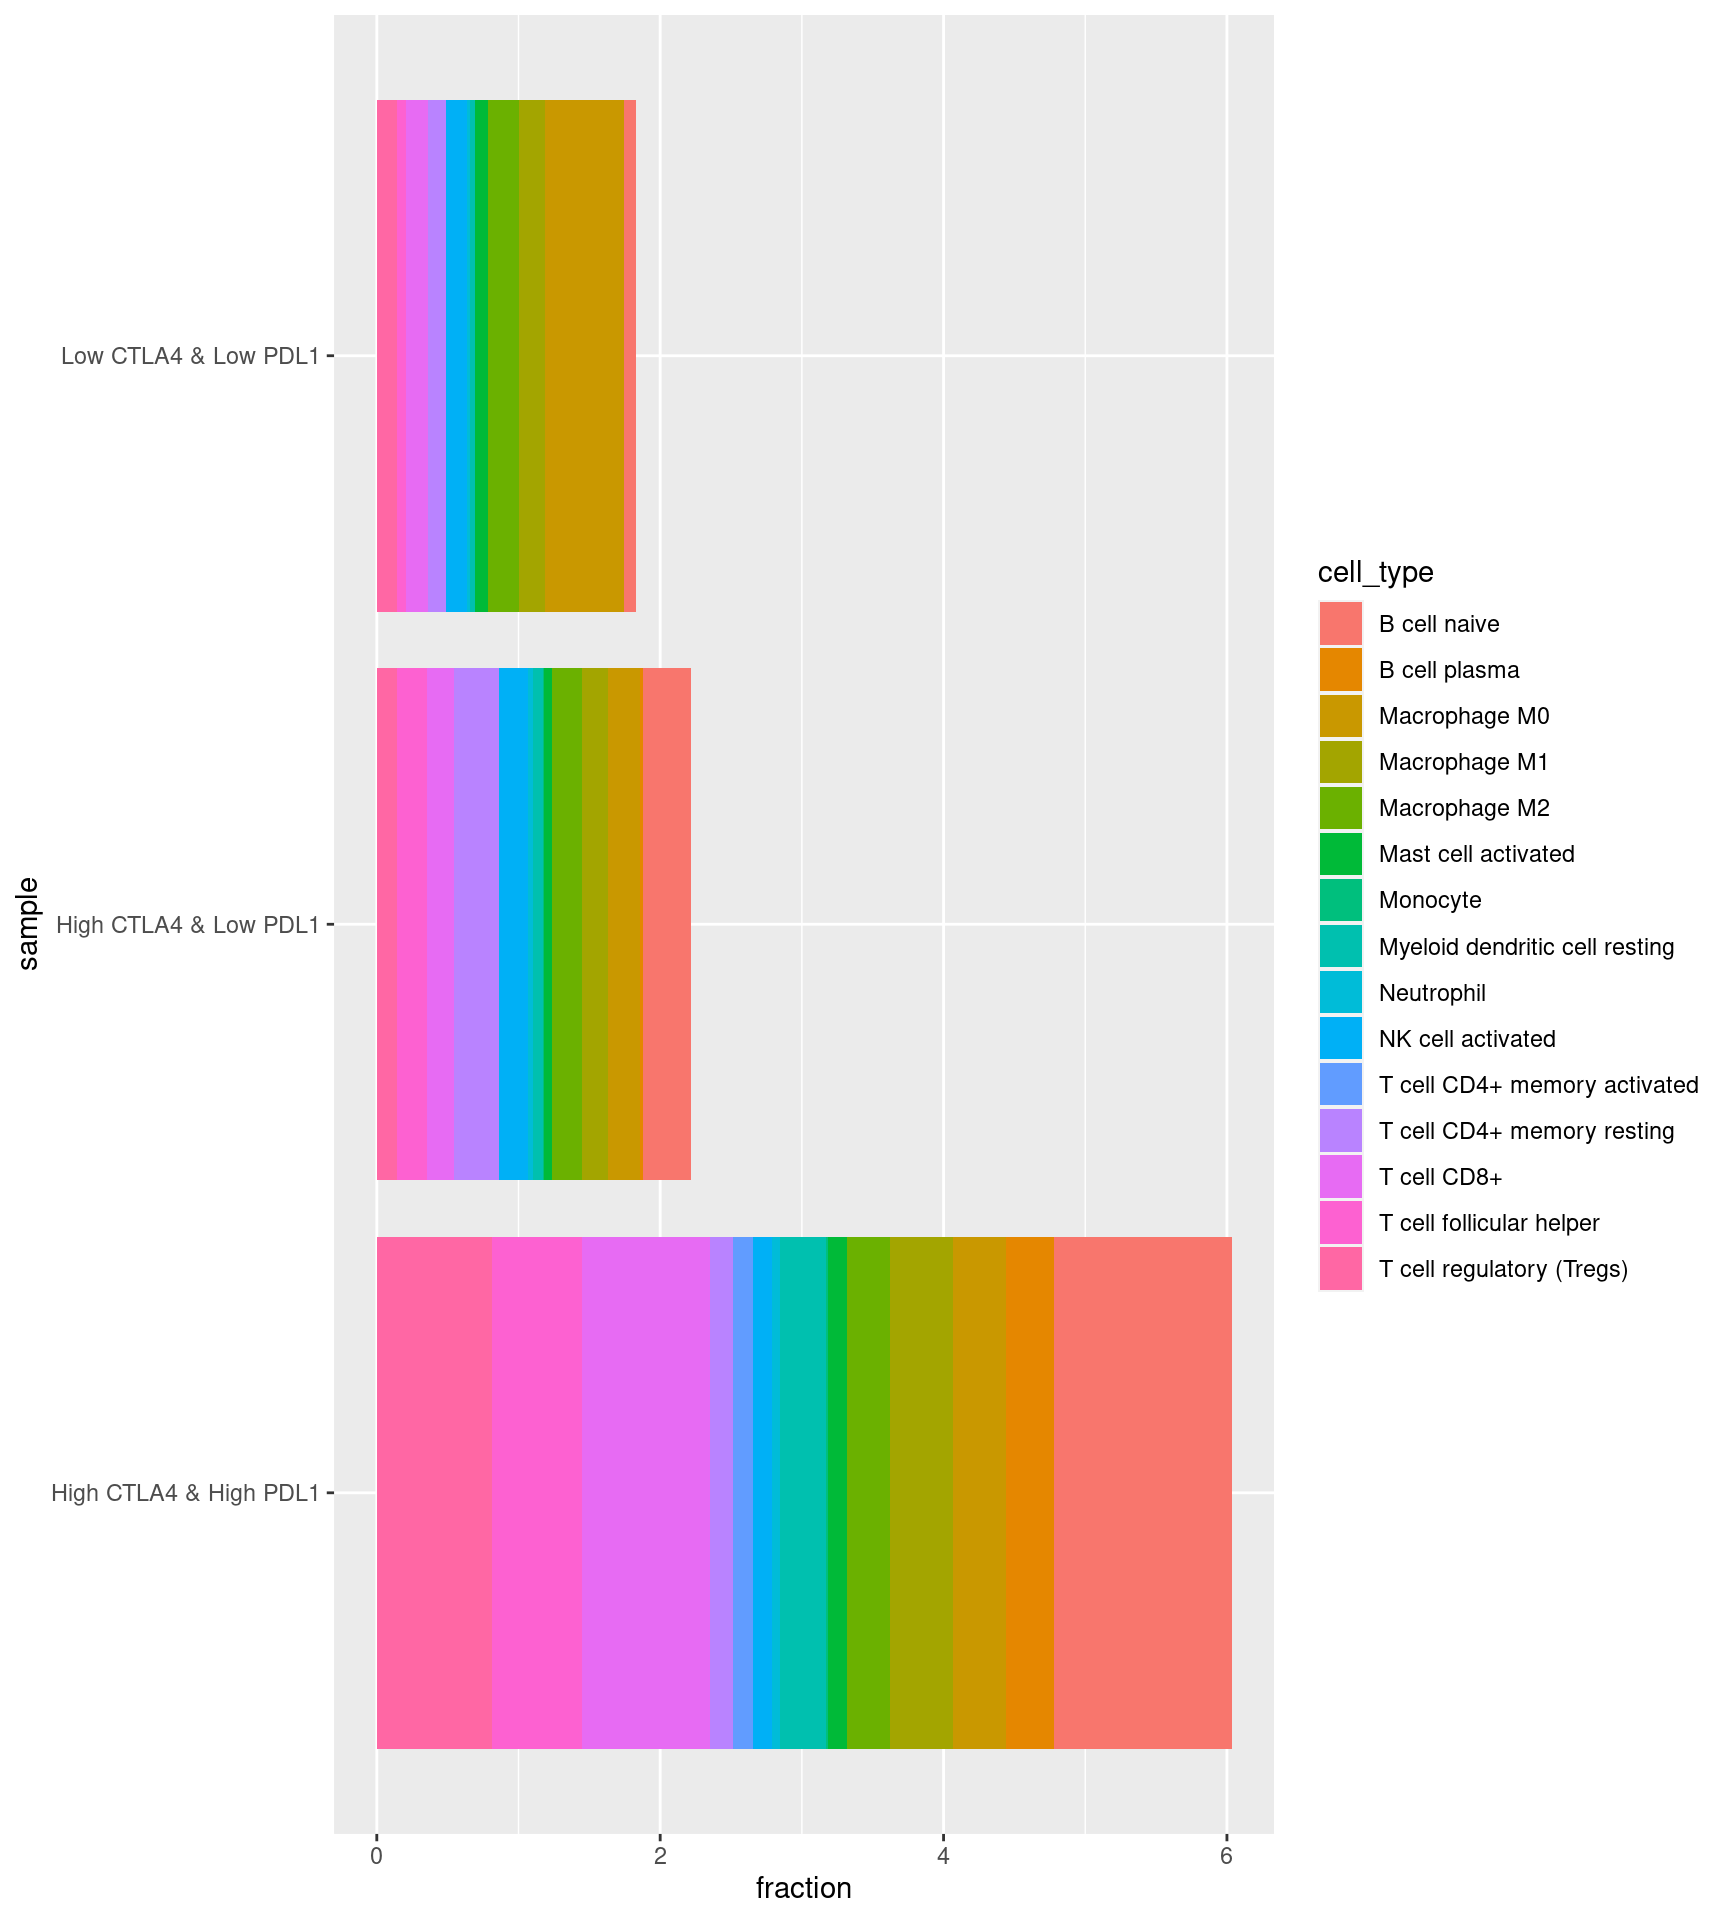 Low CTLA4 & Low PDL1
High CTLA4 & Low PDL1
High CTLA4 & High PDL1
sample
0 2 4 6
fraction
cell_type
B cell naive
B cell plasma
Macrophage M0
Macrophage M1
Macrophage M2
Mast cell activated
Monocyte
Myeloid dendritic cell resting
Neutrophil
NK cell activated
T cell CD4+ memory activated
T cell CD4+ memory resting
T cell CD8+
T cell follicular helper
T cell regulatory (Tregs)